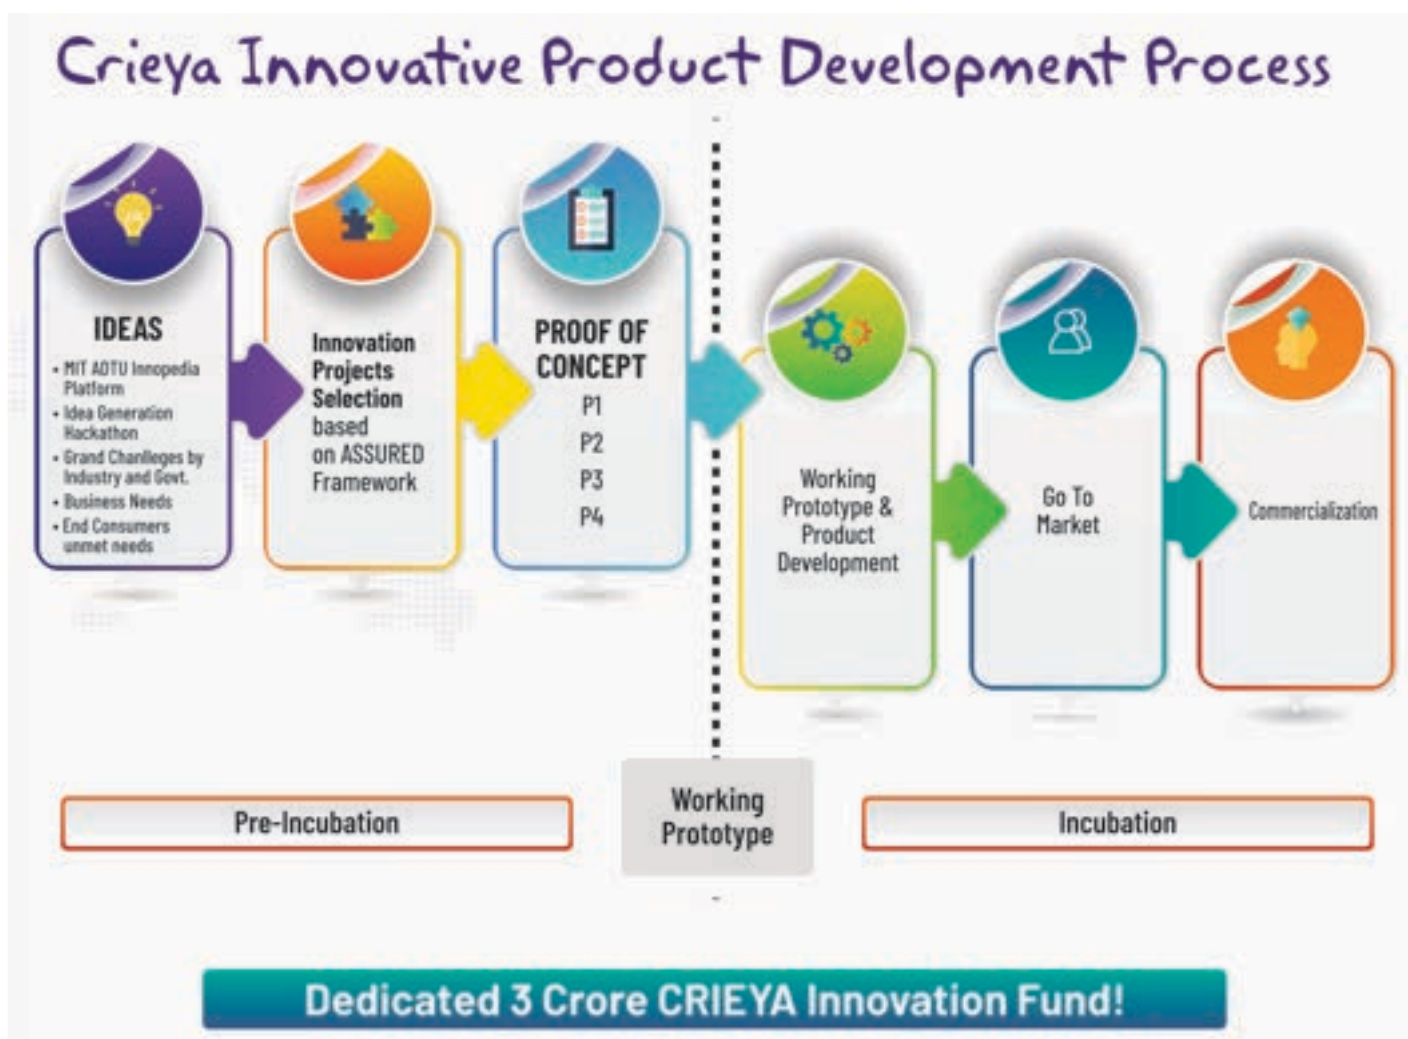 Crieya Innovative Product Development Process
IDEAS
• MIT ADTU Innopedia
Platform
• Idea Generation
Hackathon
• Grand Chanlleges by
Industry and Govt.
• Business Needs
• End Consumers
unmet needs
Innovation
Projects
Selection
based
on ASSURED
Framework
PROOF OF
CONCEPT
P1
P2
P3
P4
Working
Prototype &
Product
Development
Go To
Market
Commercialization
Pre-Incubation
Working
Prototype
Incubation
Dedicated 3 Crore CRIEYA Innovation Fund!